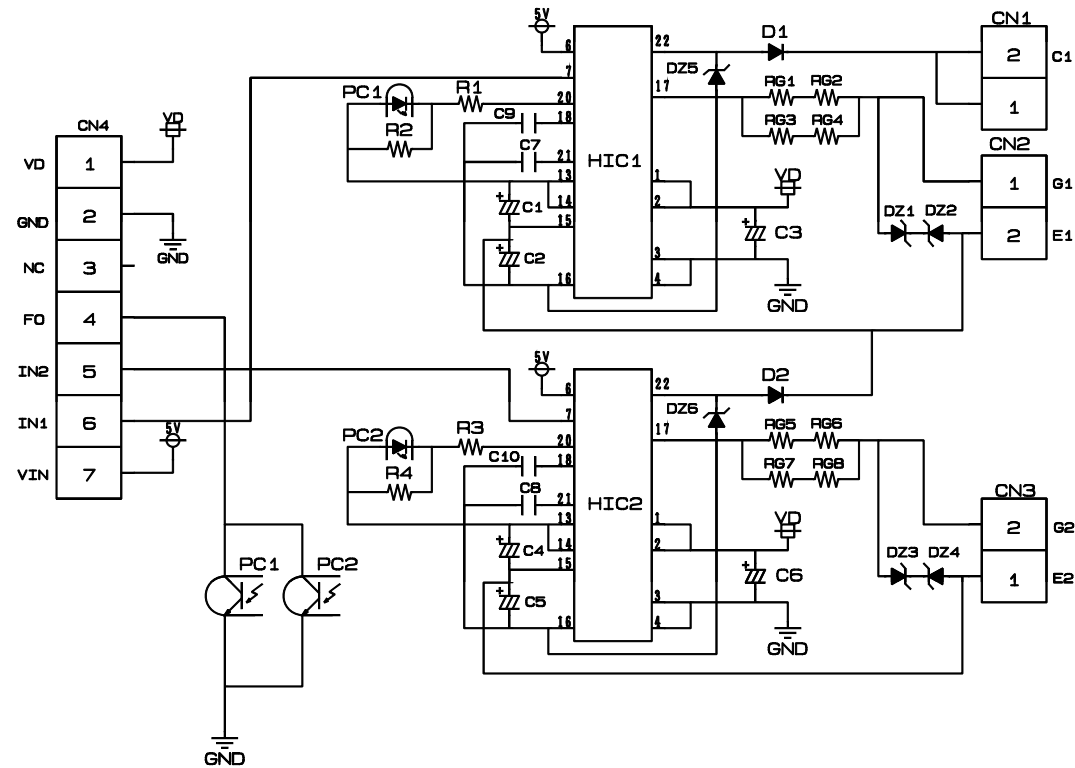 5V
D1
CN1
6
22
DZ5
2
C1
7
PC1
R1
17
RG1
RG2
1
VD
20
C9
RG3
RG4
R2
18
CN4
CN2
C7
VD
1
21
HIC1
13
1
VD
1
G1
GND
2
C1
14
2
DZ1
DZ2
15
C3
2
E1
GND
NC
3
C2
3
16
4
GND
FO
4
5V
IN2
5
6
22
D2
DZ6
7
IN1
6
5V
PC2
R3
17
RG5
RG6
20
C10
18
RG7
RG8
VIN
7
R4
C8
21
HIC2
CN3
13
1
VD
2
G2
C4
14
2
DZ3
DZ4
15
C6
1
E2
PC1
PC2
C5
3
16
4
GND
GND